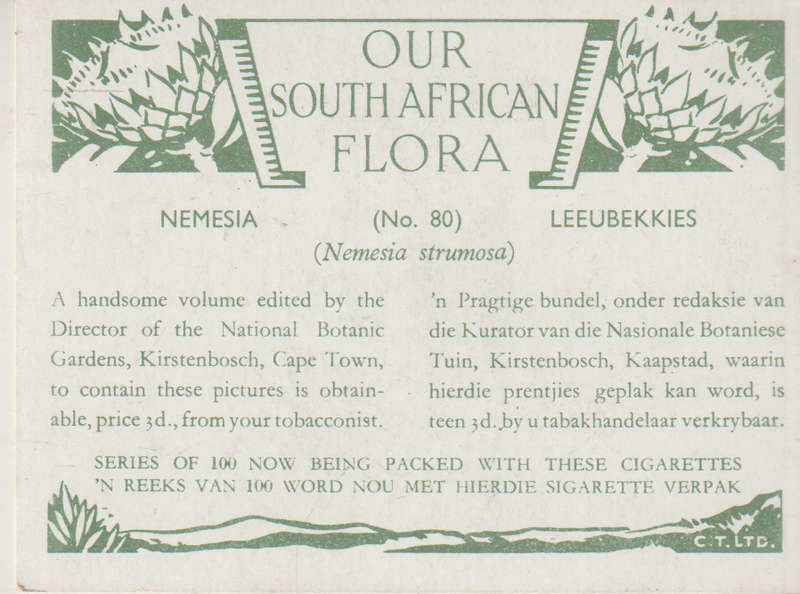 OUR
SOUTH AFRICAN
FLORA
NEMESIA (No. 80) LEEUBEKKIES
(Nemesia strumosa)
A handsome volume edited by the
Director of the National Botanic
Gardens, Kirstenbosch, Cape Town,
to contain these pictures is obtain-
able, price 3d., from your tobacconist.
'n Pragtige bundel, onder redaksie van
die Kurator van die Nasionale Botaniese
Tuin, Kirstenbosch, Kaapstad, waarin
hierdie prentjies geplak kan word, is
teen 3d. by u tabakhandelaar verkrybaar.
SERIES OF 100 NOW BEING PACKED WITH THESE CIGARETTES
'N REEKS VAN 100 WORD NOU MET HIERDIE SIGARETTE VERPAK
C.T. LTD.